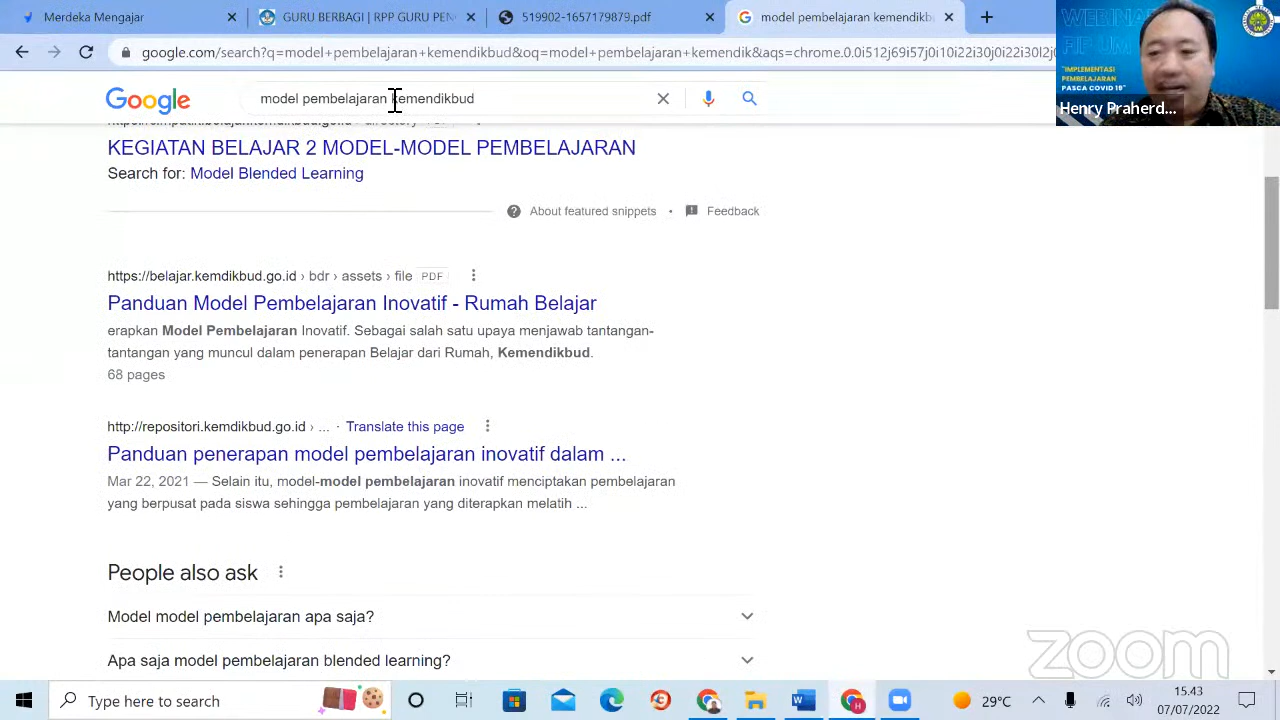 Merdeka Mengajar
GURU PENGGERAK CETAK
519902-1657179879.pdf
model pembelajaran kemendikb
google.com/search?q=model+pembelajaran+kemendikbud&oq=model+pembelajaran+kemendik&aqs=chrome.0.0i512j69i57j0i10i22i30j0i22i30l2j
Google
model pembelajaran kemendikbud
WEBINAR
FIP UM
"IMPLEMENTASI
PEMBELAJARAN
PASCA COVID 19"
Henry Praherd...
KEGIATAN BELAJAR 2 MODEL-MODEL PEMBELAJARAN
Search for: Model Blended Learning
About featured snippets • Feedback
https://belajar.kemdikbud.go.id › bdr › assets › file PDF
Panduan Model Pembelajaran Inovatif - Rumah Belajar
erapkan Model Pembelajaran Inovatif. Sebagai salah satu upaya menjawab tantangan-
tantangan yang muncul dalam penerapan Belajar dari Rumah, Kemendikbud.
68 pages
http://repositori.kemdikbud.go.id › ... · Translate this page
Panduan penerapan model pembelajaran inovatif dalam ...
Mar 22, 2021 — Selain itu, model-model pembelajaran inovatif menciptakan pembelajaran
yang berpusat pada siswa sehingga pembelajaran yang diterapkan melatih ...
People also ask
Model model pembelajaran apa saja?
Apa saja model pembelajaran blended learning?
zoom
Type here to search
29°C
15.43
07/07/2022